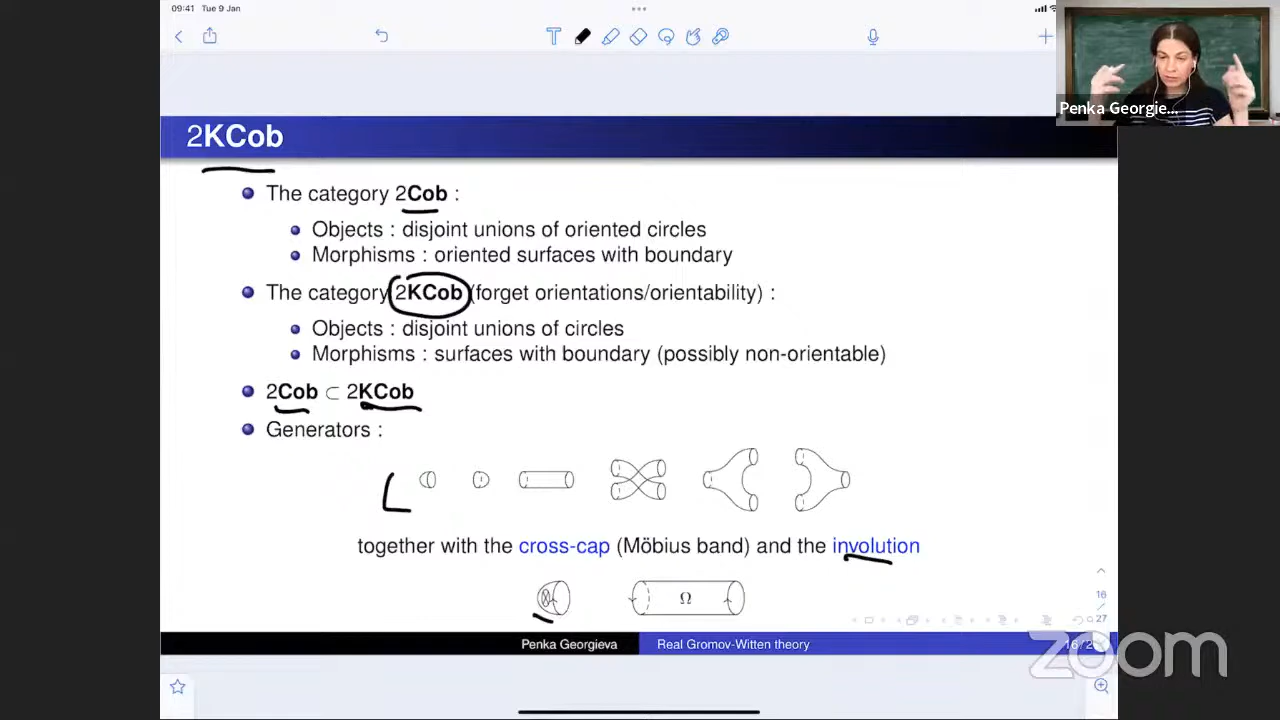 09:41 Tue 9 Jan
Penka Georgie...
2KCob
The category 2Cob :
Objects : disjoint unions of oriented circles
Morphisms : oriented surfaces with boundary
The category 2KCob (forget orientations/orientability) :
Objects : disjoint unions of circles
Morphisms : surfaces with boundary (possibly non-orientable)
2Cob ⊂ 2KCob
Generators :
together with the cross-cap (Möbius band) and the involution
Ω
16
/
27
Penka Georgieva
Real Gromov-Witten theory
zoom